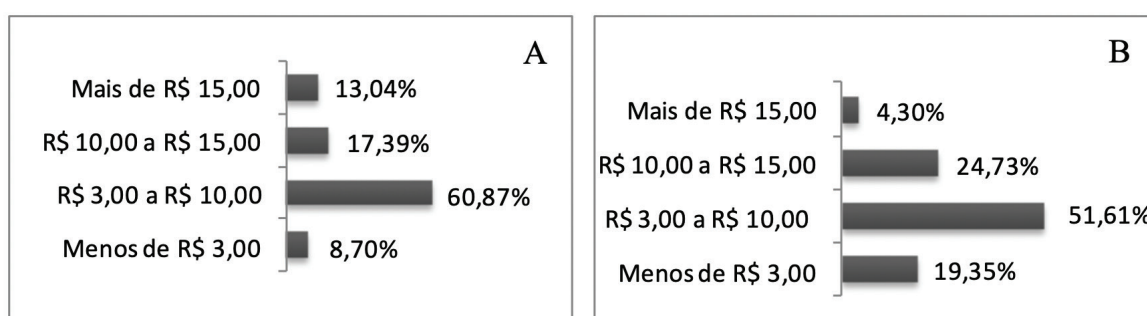 A
Mais de R$ 15,00 13,04%
R$ 10,00 a R$ 15,00 17,39%
R$ 3,00 a R$ 10,00 60,87%
Menos de R$ 3,00 8,70%
B
Mais de R$ 15,00 4,30%
R$ 10,00 a R$ 15,00 24,73%
R$ 3,00 a R$ 10,00 51,61%
Menos de R$ 3,00 19,35%